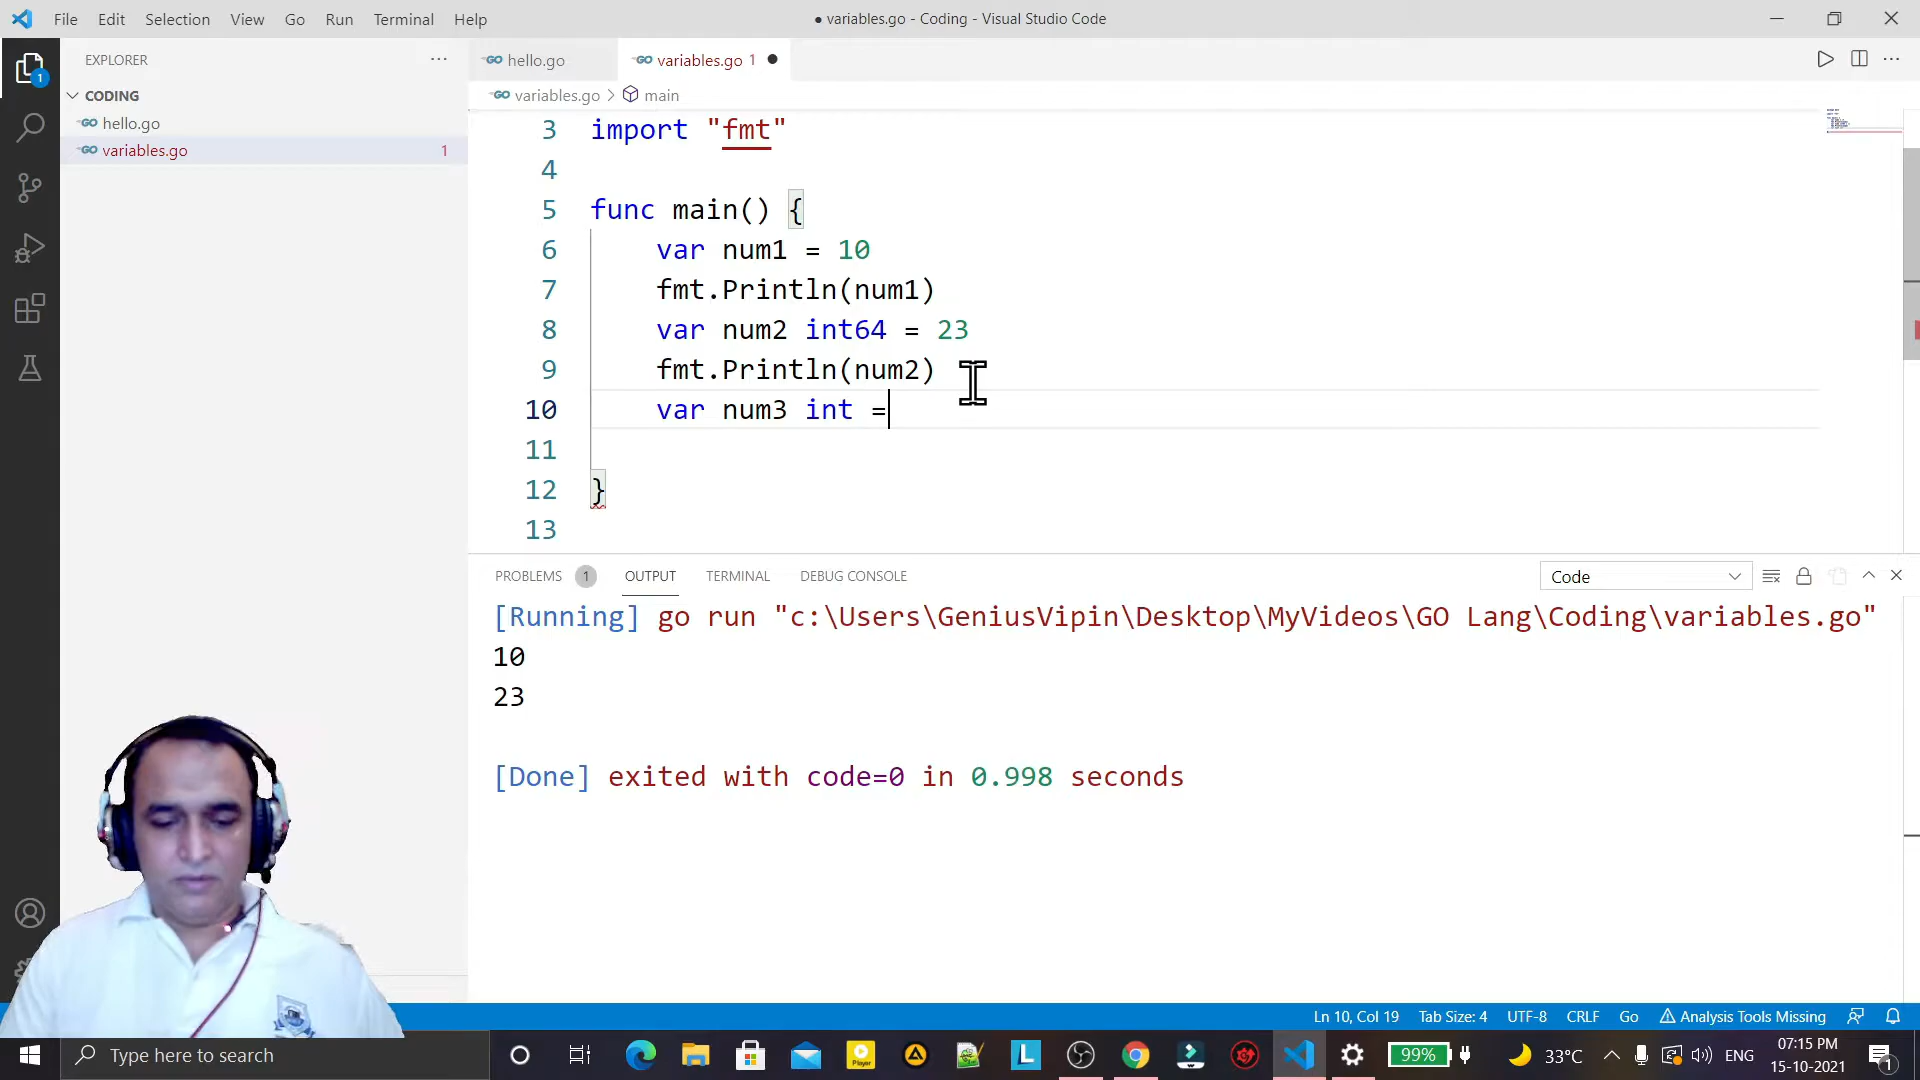 File Edit Selection View Go Run Terminal Help
● variables.go - Coding - Visual Studio Code
EXPLORER ···
hello.go
variables.go 1
CODING
hello.go
variables.go 1
variables.go > main
3 import "fmt"
4
5 func main() {
6 var num1 = 10
7 fmt.Println(num1)
8 var num2 int64 = 23
9 fmt.Println(num2)
10 var num3 int =
11
12 }
13
PROBLEMS 1 OUTPUT TERMINAL DEBUG CONSOLE
Code
[Running] go run "c:\Users\GeniusVipin\Desktop\MyVideos\GO Lang\Coding\variables.go"
10
23
[Done] exited with code=0 in 0.998 seconds
Ln 10, Col 19 Tab Size: 4 UTF-8 CRLF Go Analysis Tools Missing
Type here to search
99%
33°C
ENG
07:15 PM
15-10-2021
1